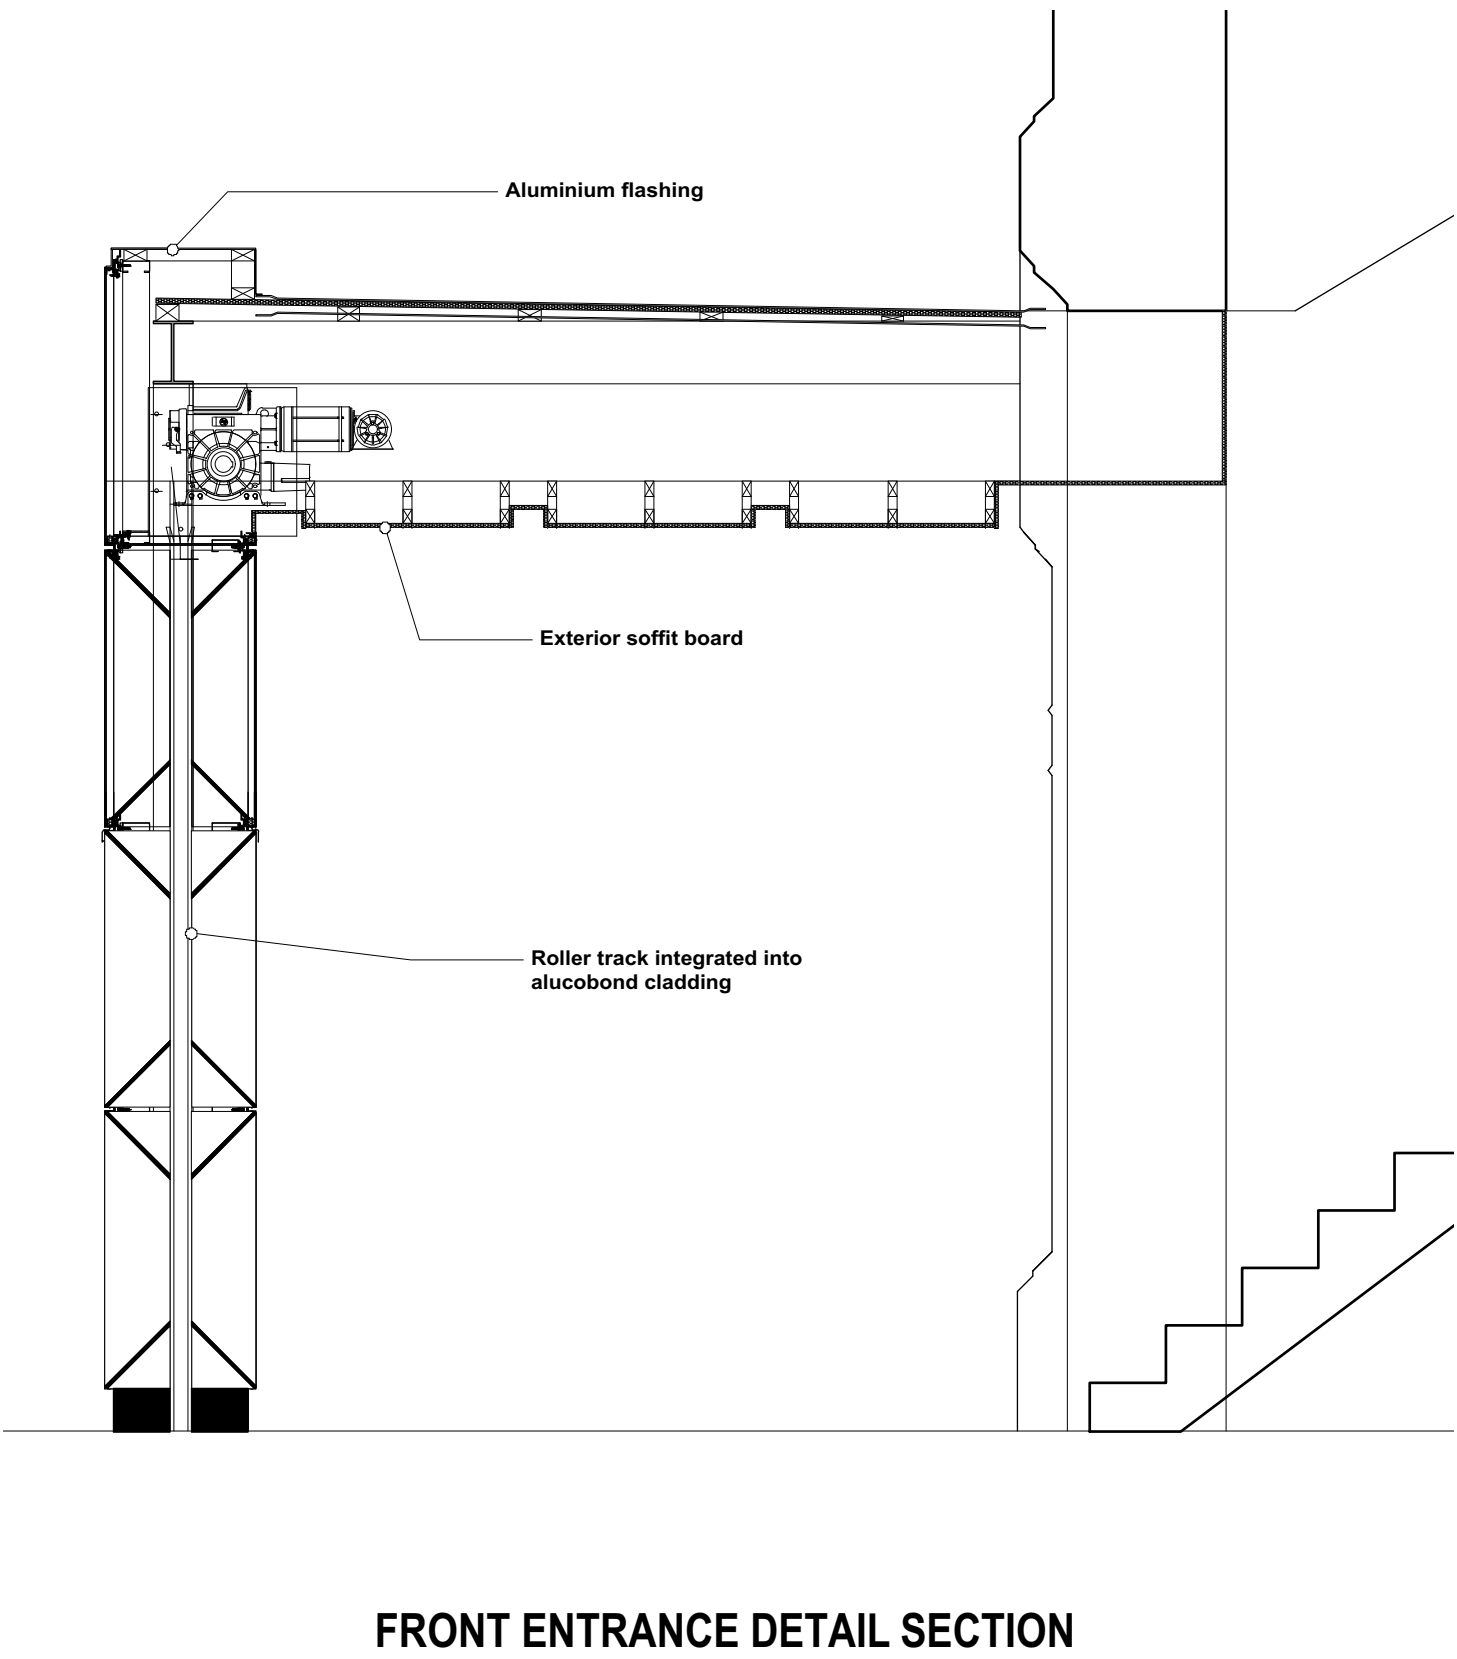 Aluminium flashing
Exterior soffit board
Roller track integrated into
alucobond cladding
FRONT ENTRANCE DETAIL SECTION